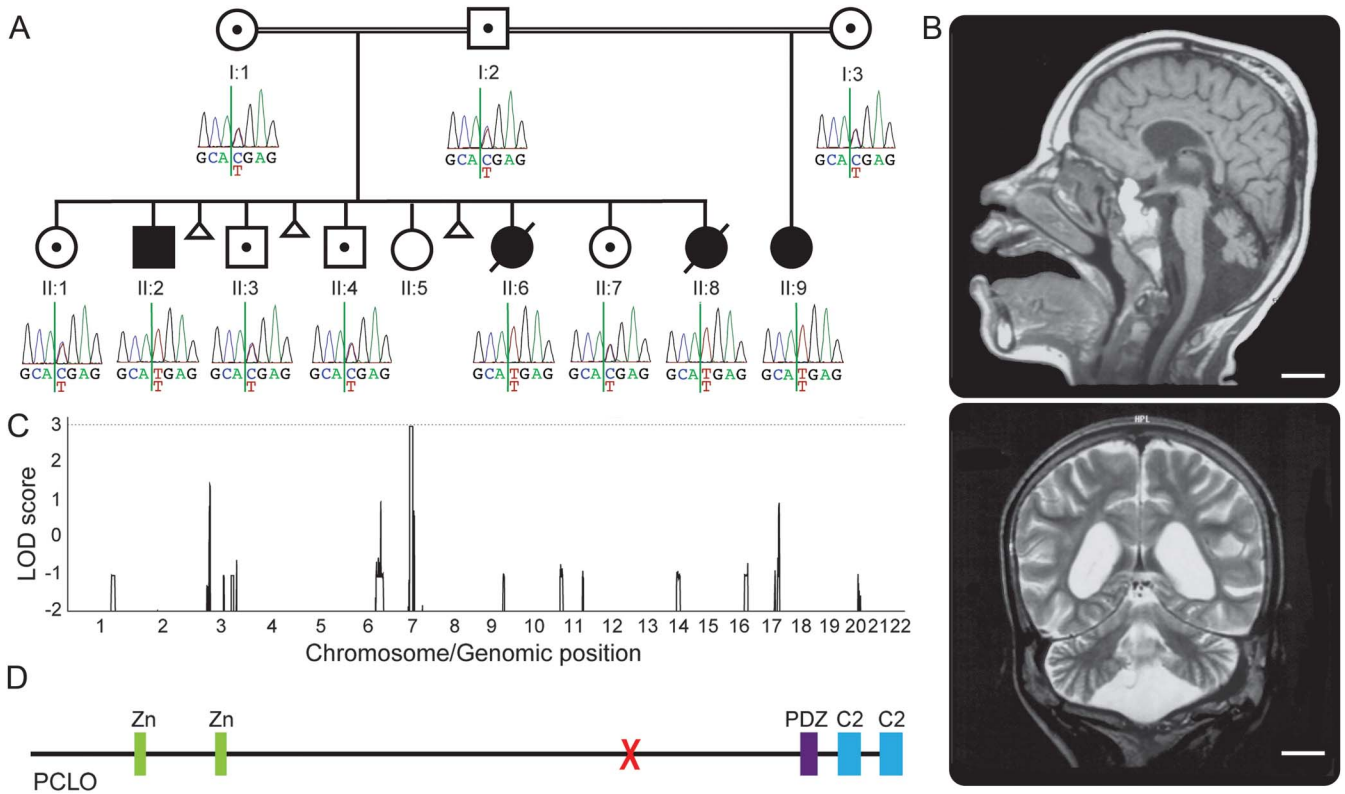 A
I:1
I:2
I:3
GCACGAG
T
GCACGAG
T
GCACGAG
T
II:1
II:2
II:3
II:4
II:5
II:6
II:7
II:8
II:9
GCACGAG
T
GCATGAG
T
GCACGAG
T
GCACGAG
T
GCATGAG
T
GCACGAG
T
GCATGAG
T
GCATGAG
T
B
HPL
C
LOD score
3
2
1
0
-1
-2
1 2 3 4 5 6 7 8 9 10 11 12 13 14 15 16 17 18 19 20 21 22
Chromosome/Genomic position
D
Zn Zn PDZ C2 C2
X
PCLO